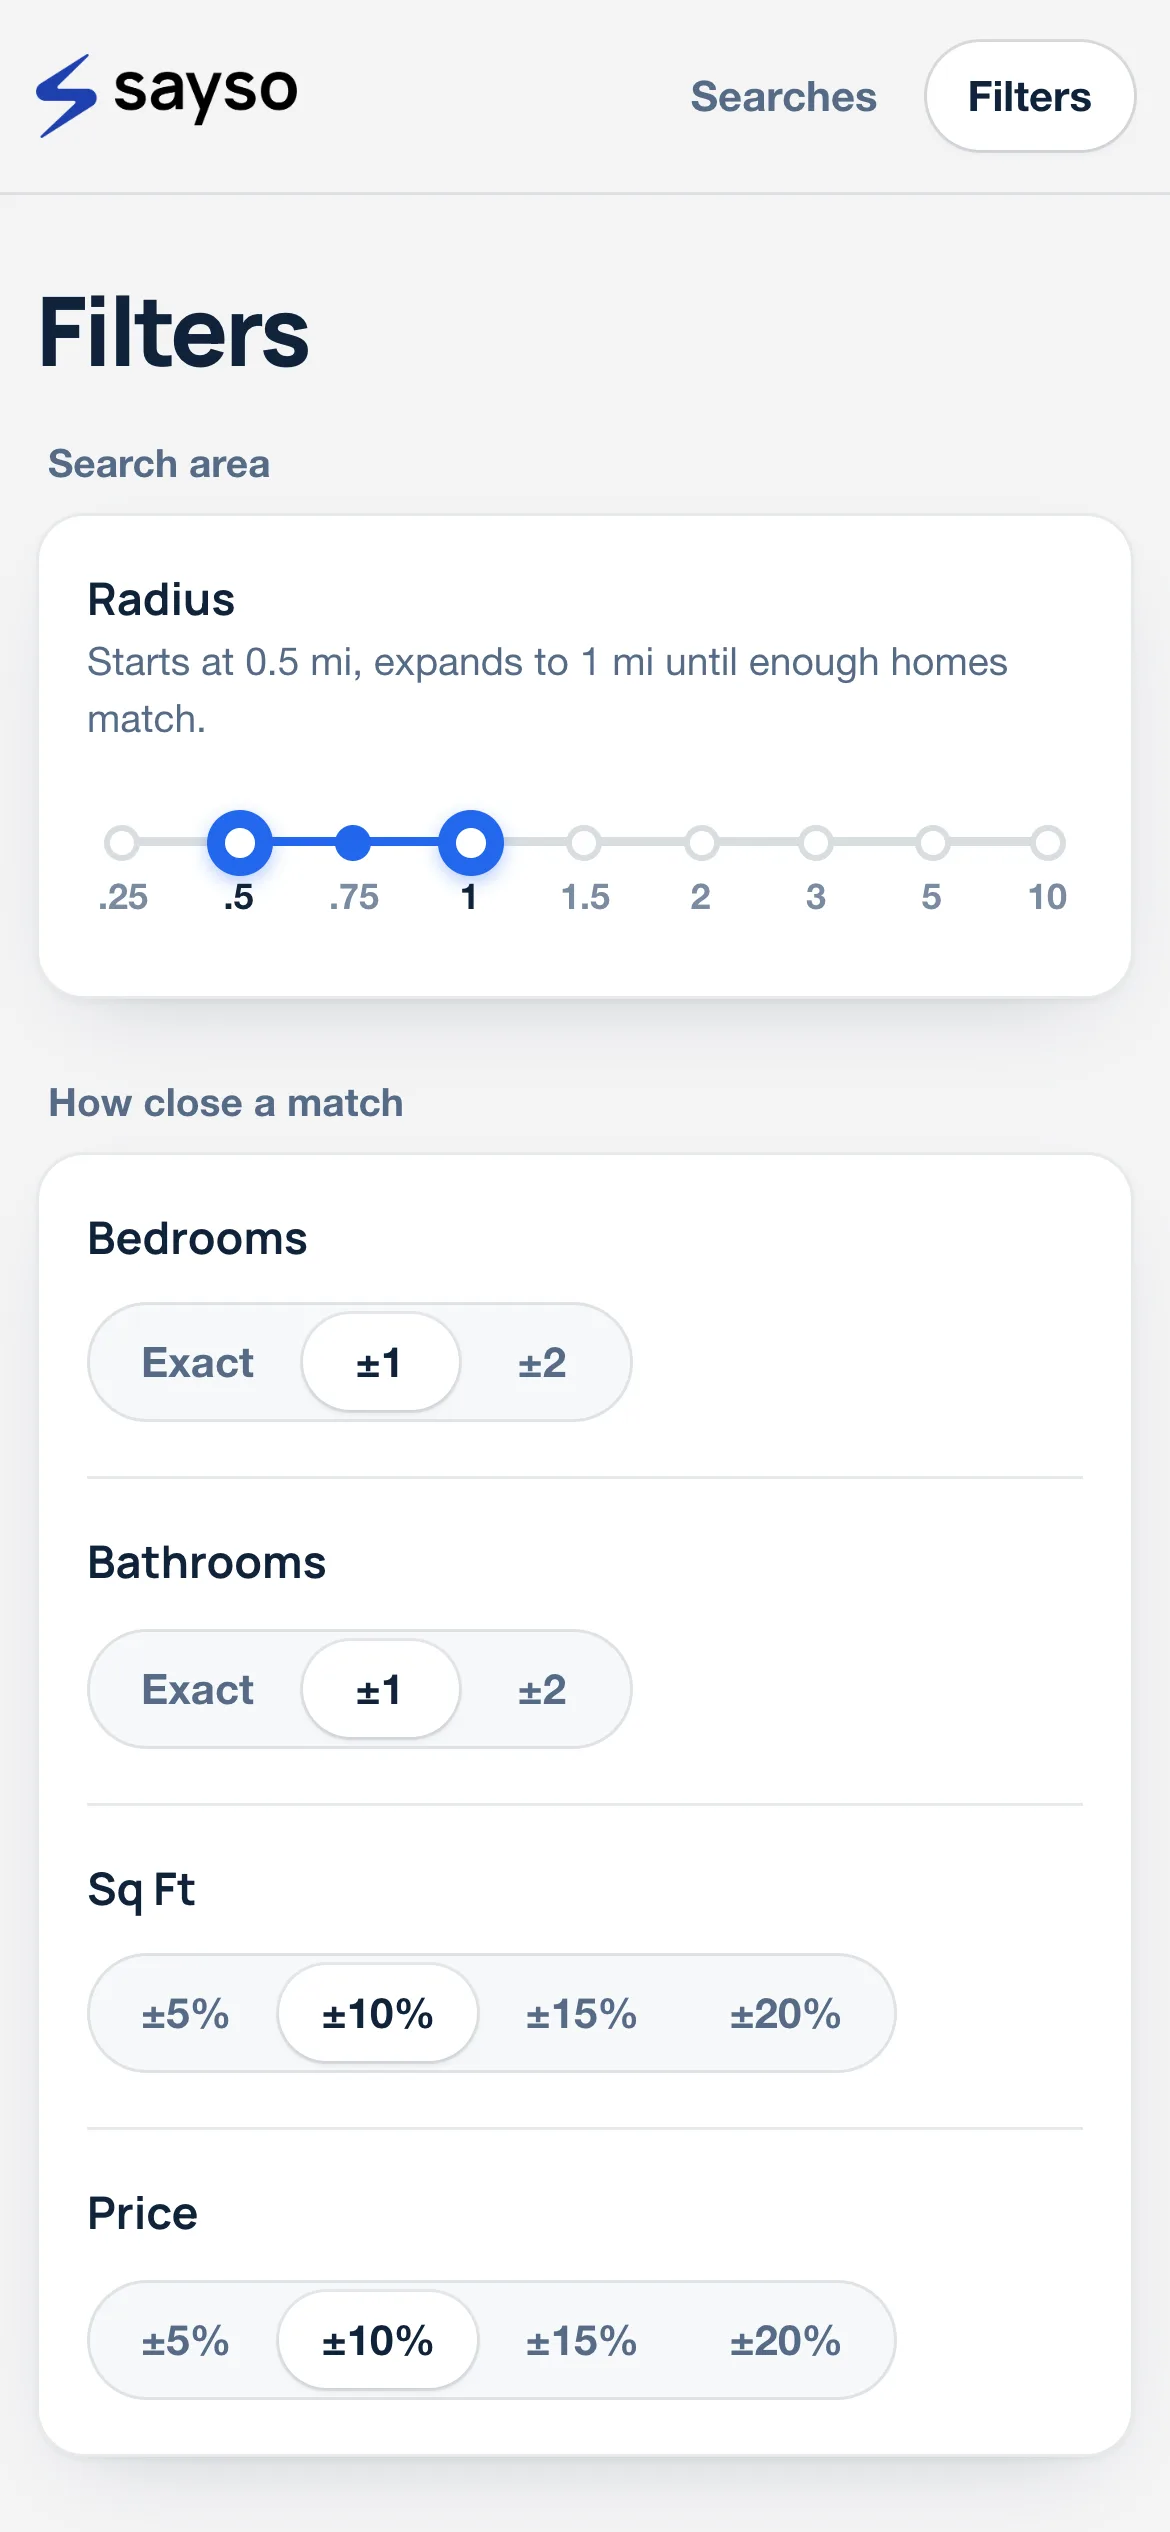 sayso
Searches
Filters
Filters
Search area
Radius
Starts at 0.5 mi, expands to 1 mi until enough homes
match.
.25 .5 .75 1 1.5 2 3 5 10
How close a match
Bedrooms
Exact ±1 ±2
Bathrooms
Exact ±1 ±2
Sq Ft
±5% ±10% ±15% ±20%
Price
±5% ±10% ±15% ±20%